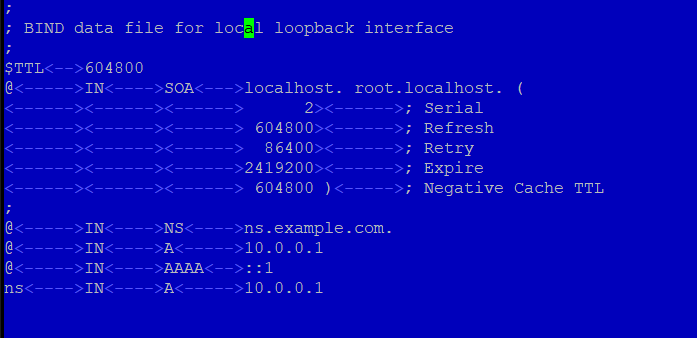 ;
; BIND data file for local loopback interface
;
$TTL<-->604800
@<----->IN<---->SOA<--->localhost. root.localhost. (
<------><------><------>      2><------>; Serial
<------><------><------> 604800><------>; Refresh
<------><------><------>  86400><------>; Retry
<------><------><------>2419200><------>; Expire
<------><------><------> 604800 )<----->; Negative Cache TTL
;
@<----->IN<---->NS<---->ns.example.com.
@<----->IN<---->A<----->10.0.0.1
@<----->IN<---->AAAA<-->::1
ns<---->IN<---->A<----->10.0.0.1